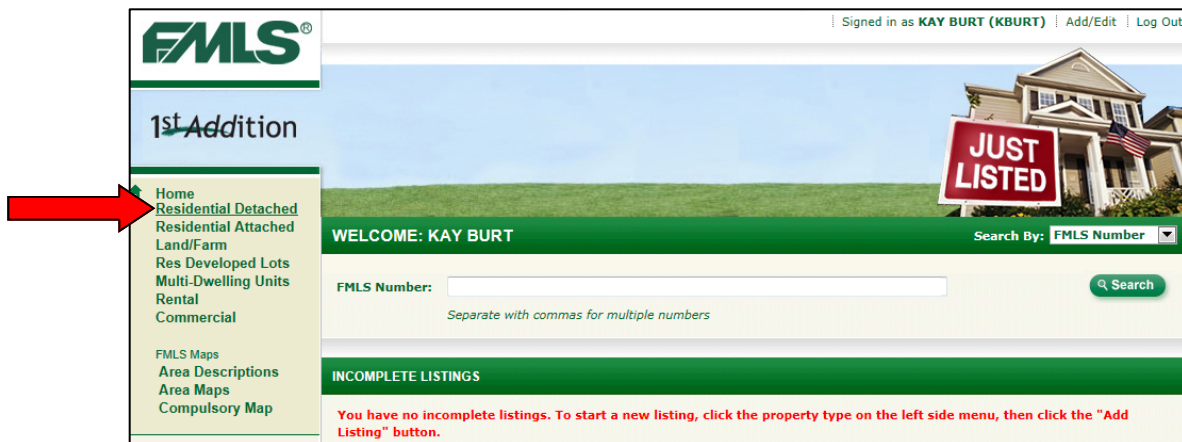 FMLS®
Signed in as KAY BURT (KBURT) | Add/Edit | Log Out
1st Addition
JUST
LISTED
Home
Residential Detached
Residential Attached
Land/Farm
Res Developed Lots
Multi-Dwelling Units
Rental
Commercial
FMLS Maps
Area Descriptions
Area Maps
Compulsory Map
WELCOME: KAY BURT
Search By: FMLS Number
FMLS Number:
Search
Separate with commas for multiple numbers
INCOMPLETE LISTINGS
You have no incomplete listings. To start a new listing, click the property type on the left side menu, then click the "Add
Listing" button.